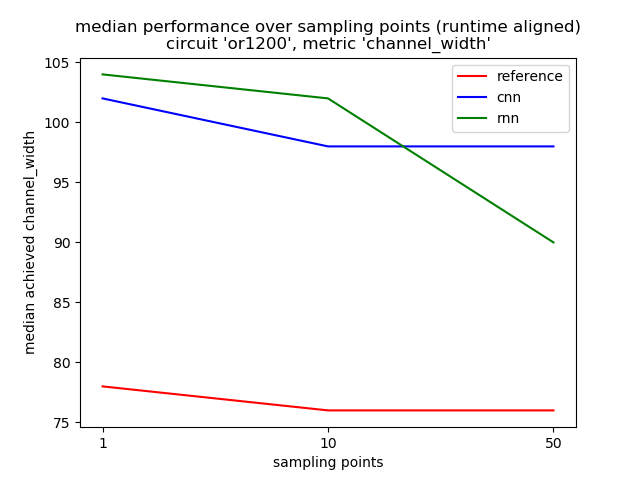 median performance over sampling points (runtime aligned)
circuit 'or1200', metric 'channel_width'
reference
cnn
rnn
105
100
95
90
85
80
75
median achieved channel_width
1
10
50
sampling points